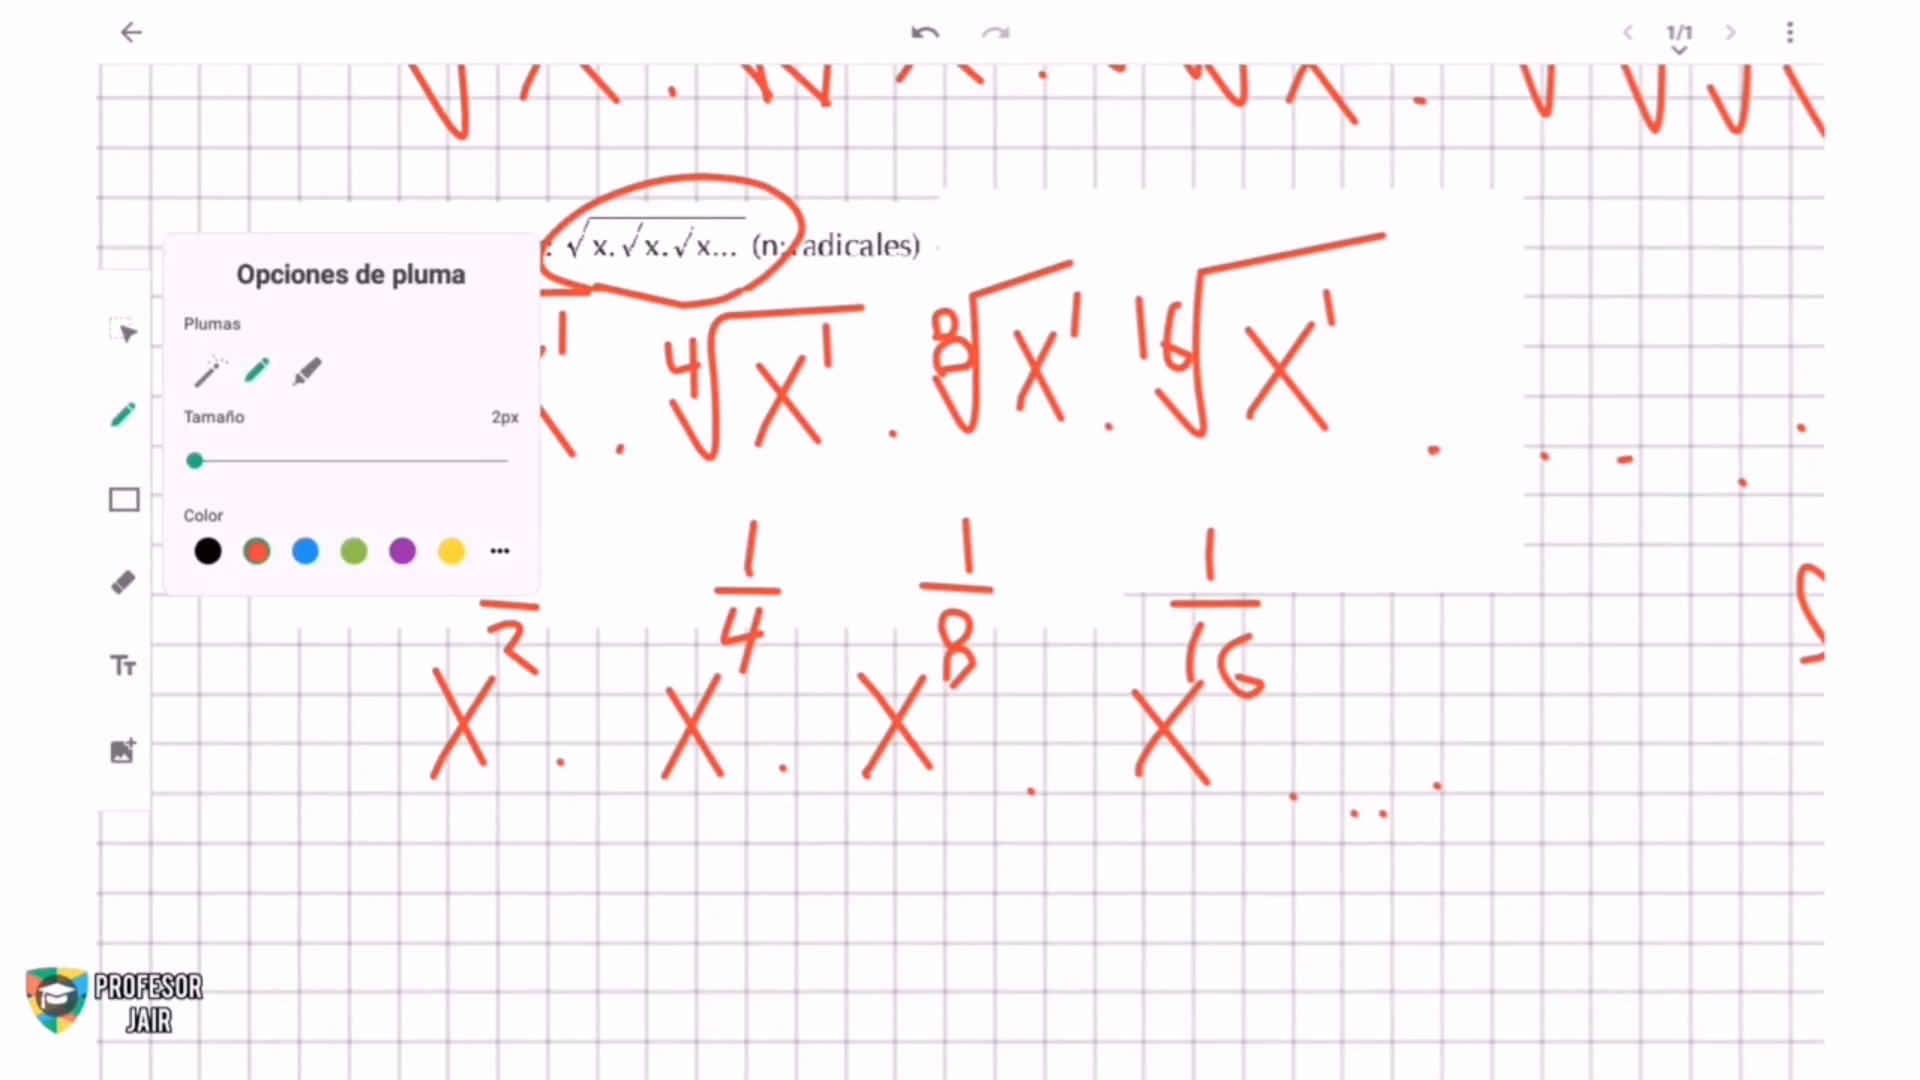 1/1
: √x.√x.√x... (n: radicales)
Opciones de pluma
Plumas
Tamaño 2px
Color
Tt
. ⁴√x¹ . ⁸√x¹ . ¹⁶√x¹ . . . .
x^(1/2) . x^(1/4) . x^(1/8) . x^(1/16) . . . .
PROFESOR
JAIR